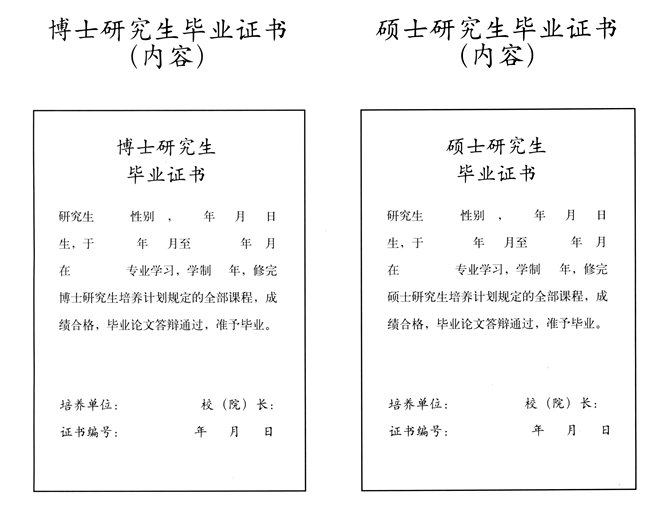 博士研究生毕业证书
（内容）
博士研究生
毕业证书
研究生 性别 ， 年 月 日
生，于 年 月至 年 月
在 专业学习，学制 年，修完
博士研究生培养计划规定的全部课程，成
绩合格，毕业论文答辩通过，准予毕业。
培养单位： 校（院）长：
证书编号： 年 月 日
硕士研究生毕业证书
（内容）
硕士研究生
毕业证书
研究生 性别 ， 年 月 日
生，于 年 月至 年 月
在 专业学习，学制 年，修完
硕士研究生培养计划规定的全部课程，成
绩合格，毕业论文答辩通过，准予毕业。
培养单位： 校（院）长：
证书编号： 年 月 日